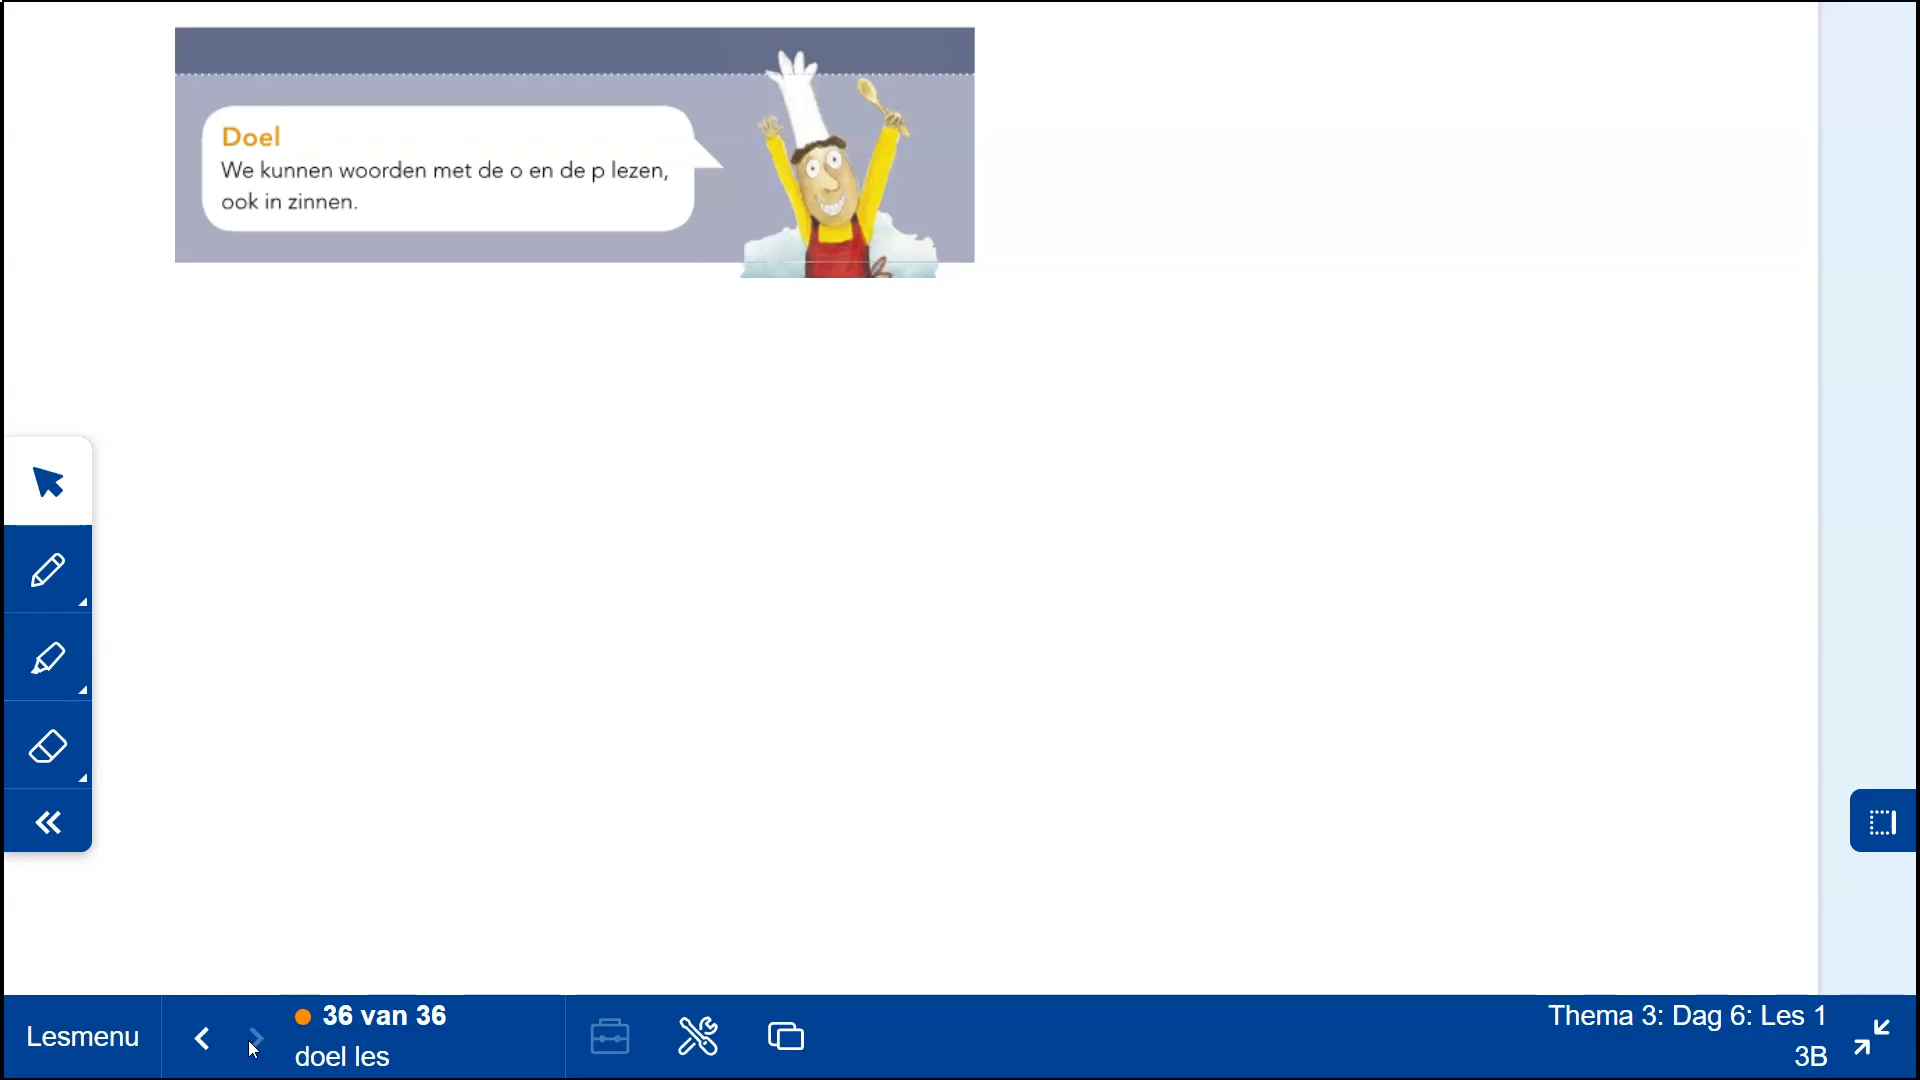 Doel
We kunnen woorden met de o en de p lezen,
ook in zinnen.
Lesmenu
36 van 36
doel les
Thema 3: Dag 6: Les 1
3B